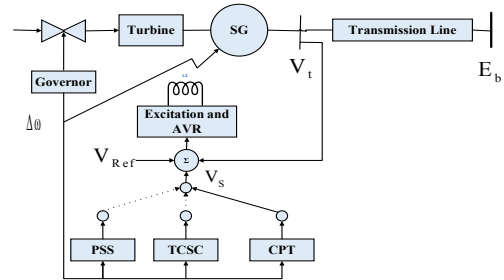 Turbine
SG
Transmission Line
V t
E b
Governor
Δω
Excitation and
AVR
V Ref
Σ
V S
PSS
TCSC
CPT